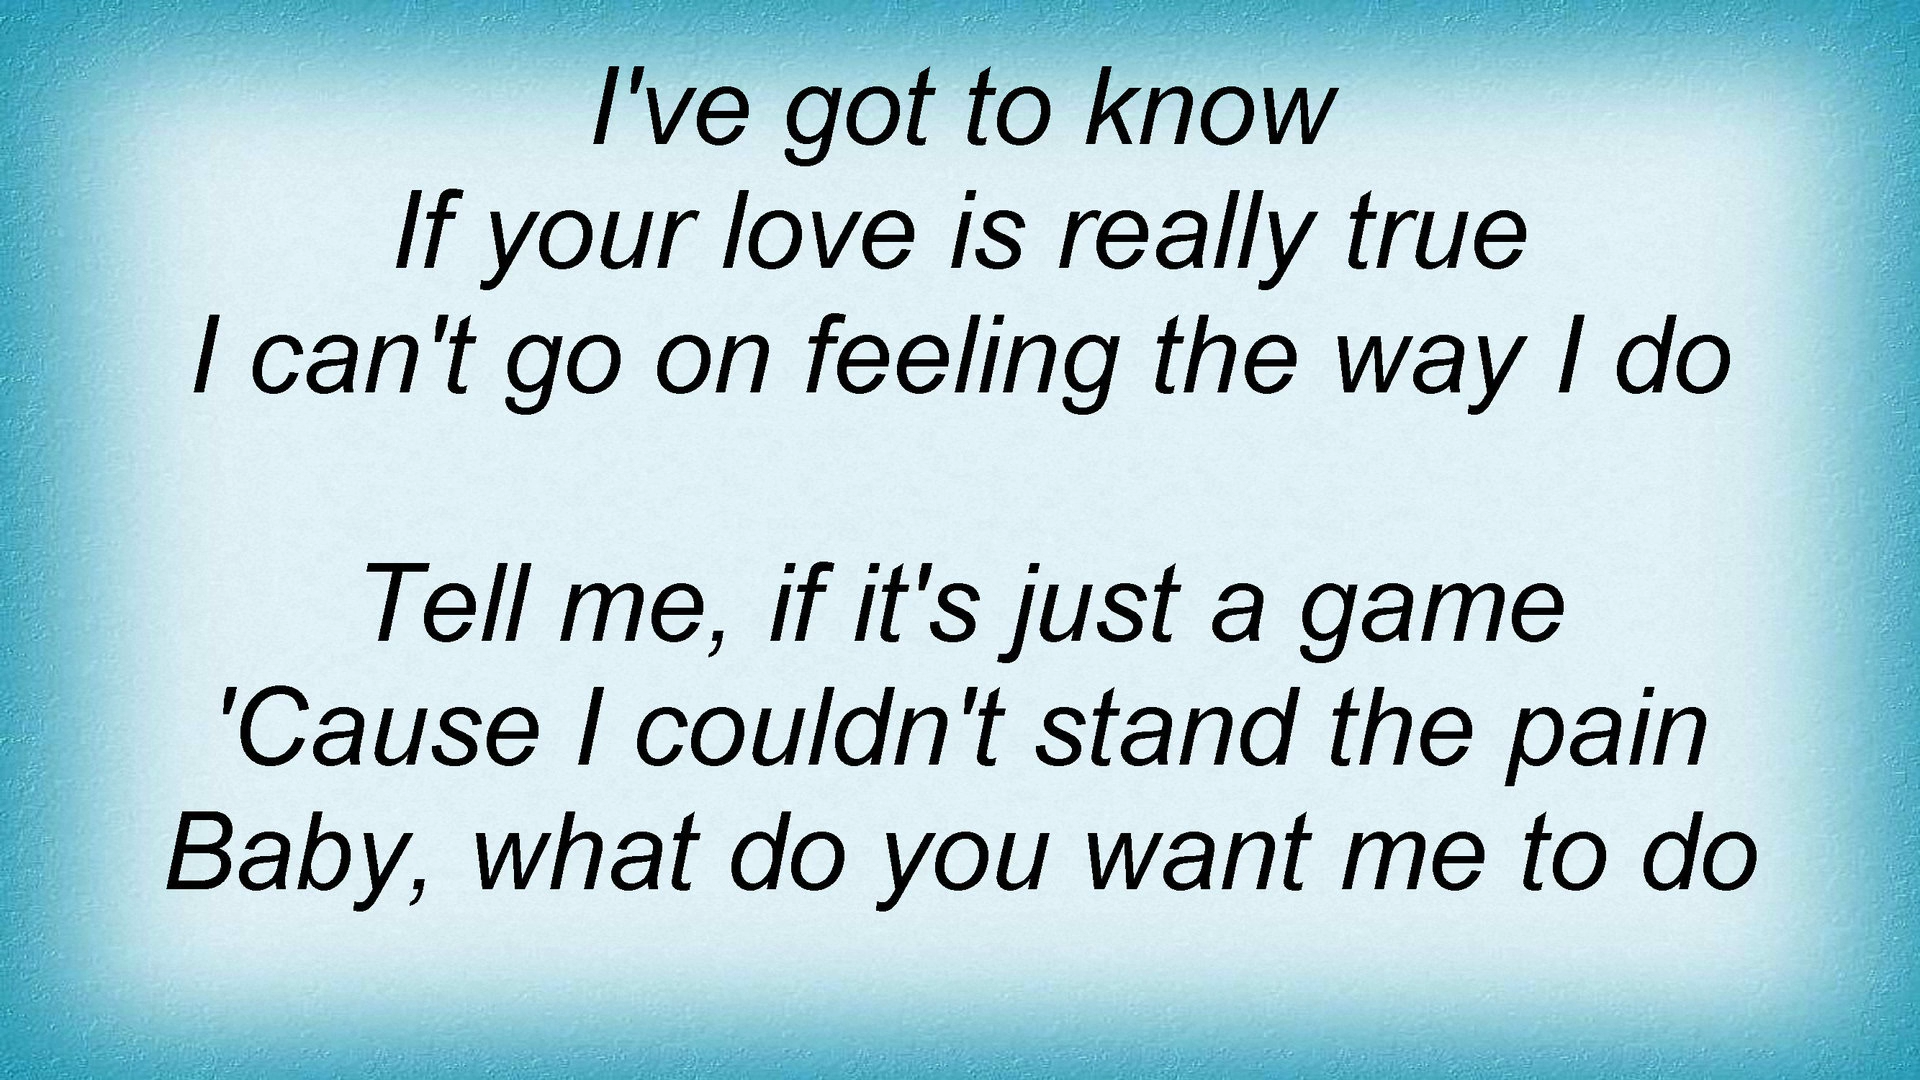 I've got to know
If your love is really true
I can't go on feeling the way I do
Tell me, if it's just a game
'Cause I couldn't stand the pain
Baby, what do you want me to do